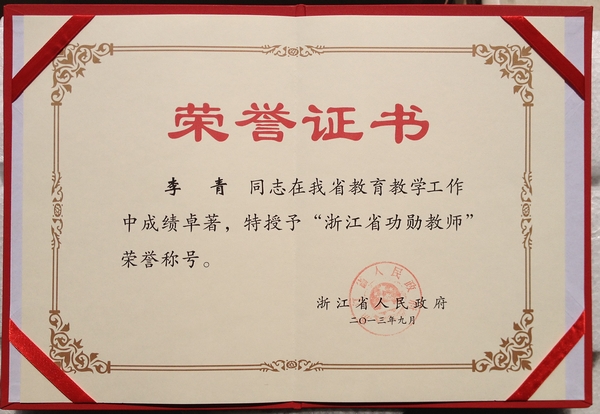 荣誉证书
李 青 同志在我省教育教学工作
中成绩卓著，特授予“浙江省功勋教师”
荣誉称号。
浙江省人民政府
二〇一三年九月